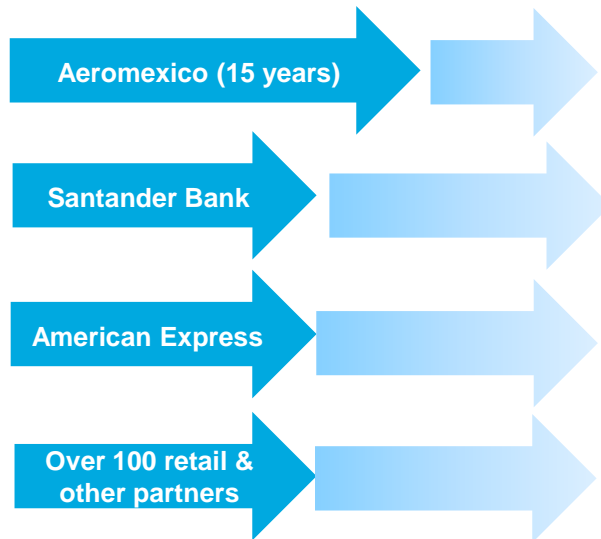 Aeromexico (15 years)
Santander Bank
American Express
Over 100 retail &
other partners